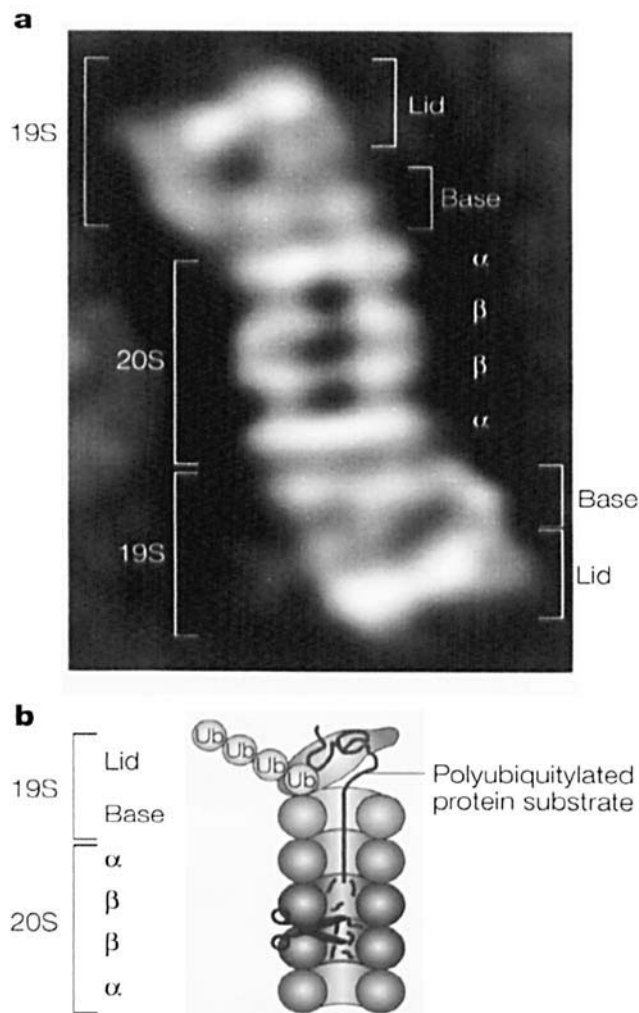 a
19S
Lid
Base
α
20S
β
β
α
Base
19S
Lid
b
19S
Lid
Ub
Ub
Ub
Ub
Base
Polyubiquitylated
protein substrate
α
20S
β
β
α